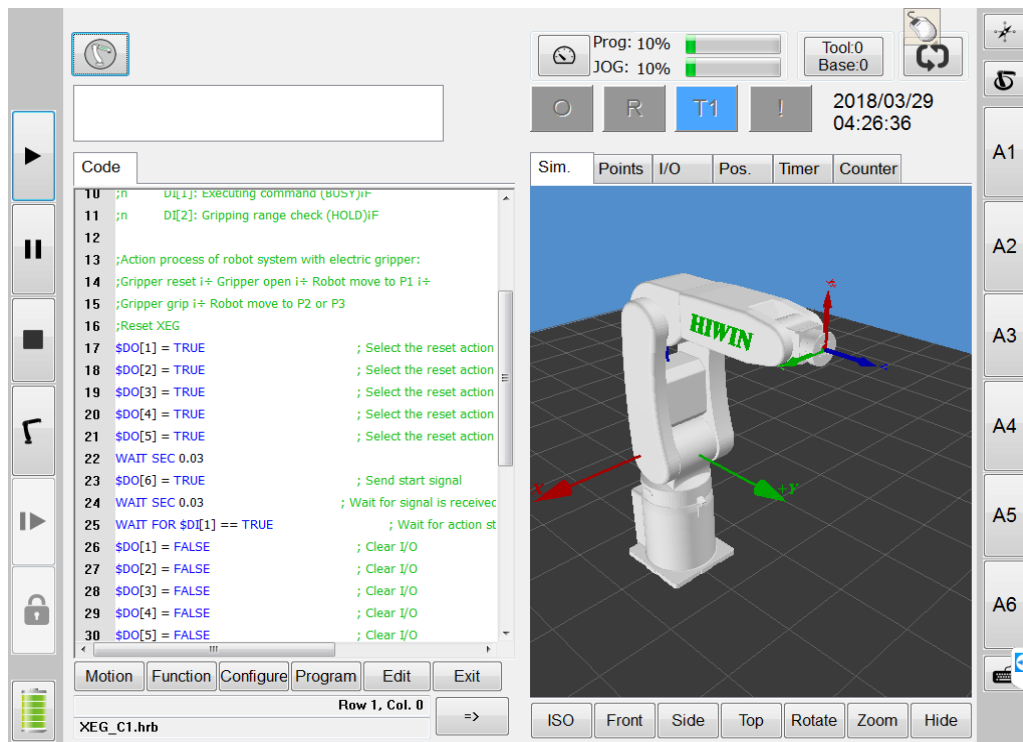 Prog: 10%
JOG: 10%
Tool:0
Base:0
O
R
T1
!
2018/03/29
04:26:36
Code
10 ;n DI[1]: Executing command (BUSY)iF
11 ;n DI[2]: Gripping range check (HOLD)iF
12
13 ;Action process of robot system with electric gripper:
14 ;Gripper reset i÷ Gripper open i÷ Robot move to P1 i÷
15 ;Gripper grip i÷ Robot move to P2 or P3
16 ;Reset XEG
17 $DO[1] = TRUE ; Select the reset action
18 $DO[2] = TRUE ; Select the reset action
19 $DO[3] = TRUE ; Select the reset action
20 $DO[4] = TRUE ; Select the reset action
21 $DO[5] = TRUE ; Select the reset action
22 WAIT SEC 0.03
23 $DO[6] = TRUE ; Send start signal
24 WAIT SEC 0.03 ; Wait for signal is received
25 WAIT FOR $DI[1] == TRUE ; Wait for action st
26 $DO[1] = FALSE ; Clear I/O
27 $DO[2] = FALSE ; Clear I/O
28 $DO[3] = FALSE ; Clear I/O
29 $DO[4] = FALSE ; Clear I/O
30 $DO[5] = FALSE ; Clear I/O
Motion Function Configure Program Edit Exit
Row 1, Col. 0
XEG_C1.hrb
=>
Sim. Points I/O Pos. Timer Counter
HIWIN
X
+Y
ISO Front Side Top Rotate Zoom Hide
A1
A2
A3
A4
A5
A6